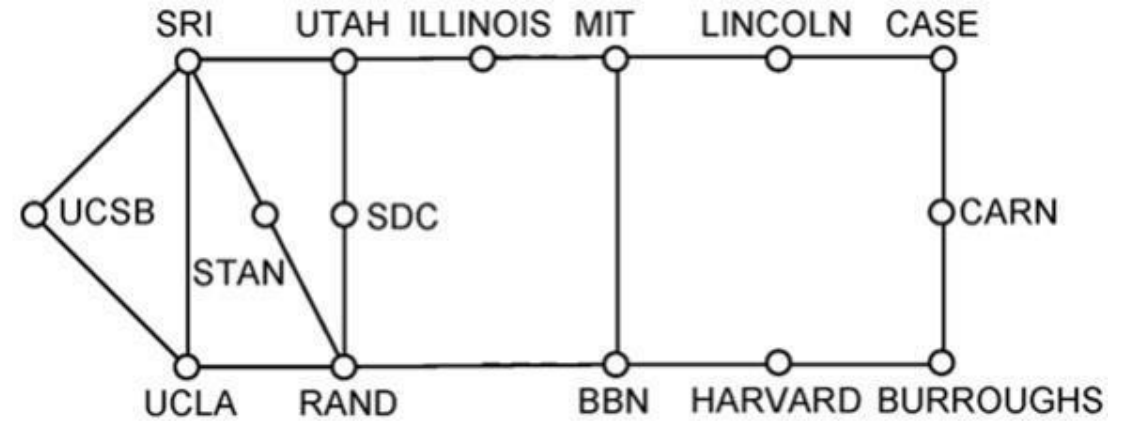 SRI UTAH ILLINOIS MIT LINCOLN CASE
UCSB SDC CARN
STAN
UCLA RAND BBN HARVARD BURROUGHS